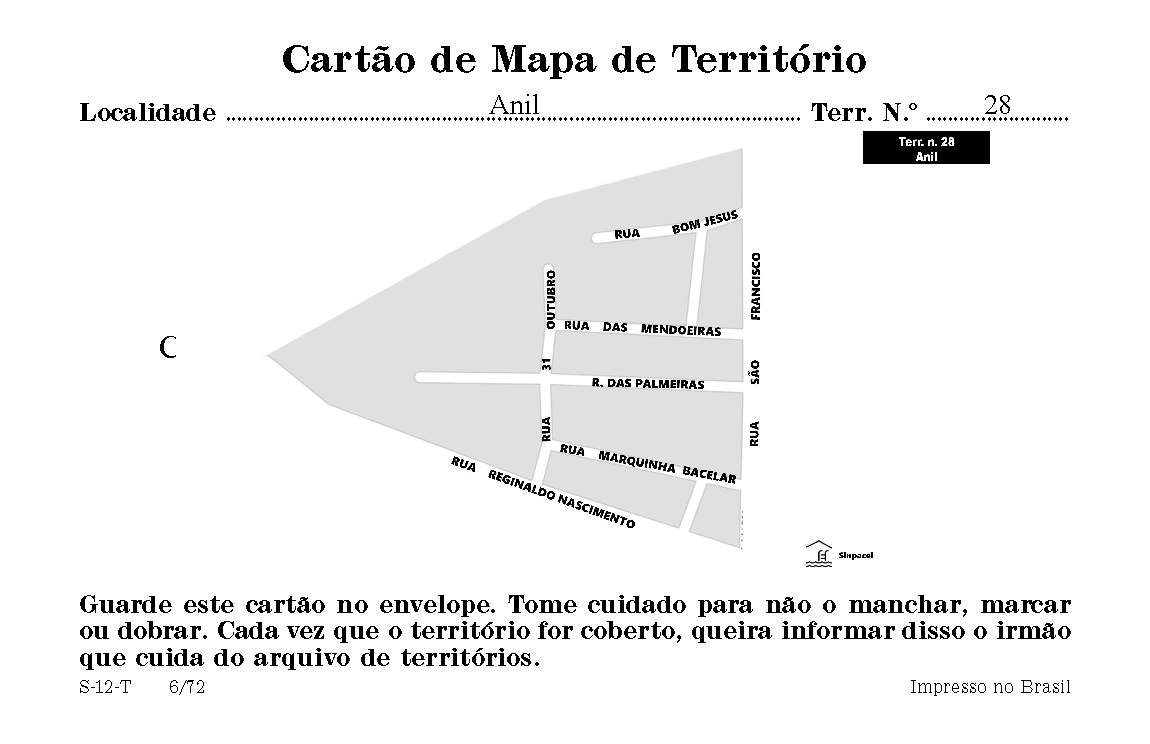 Cartão de Mapa de Território
Localidade Anil Terr. N.º 28
Terr. n. 28
Anil
RUA BOM JESUS
RUA SÃO FRANCISCO
RUA 31 OUTUBRO
RUA DAS MENDOEIRAS
C
R. DAS PALMEIRAS
RUA MARQUINHA BACELAR
RUA REGINALDO NASCIMENTO
Sinpacel
Guarde este cartão no envelope. Tome cuidado para não o manchar, marcar
ou dobrar. Cada vez que o território for coberto, queira informar disso o irmão
que cuida do arquivo de territórios.
S-12-T 6/72 Impresso no Brasil